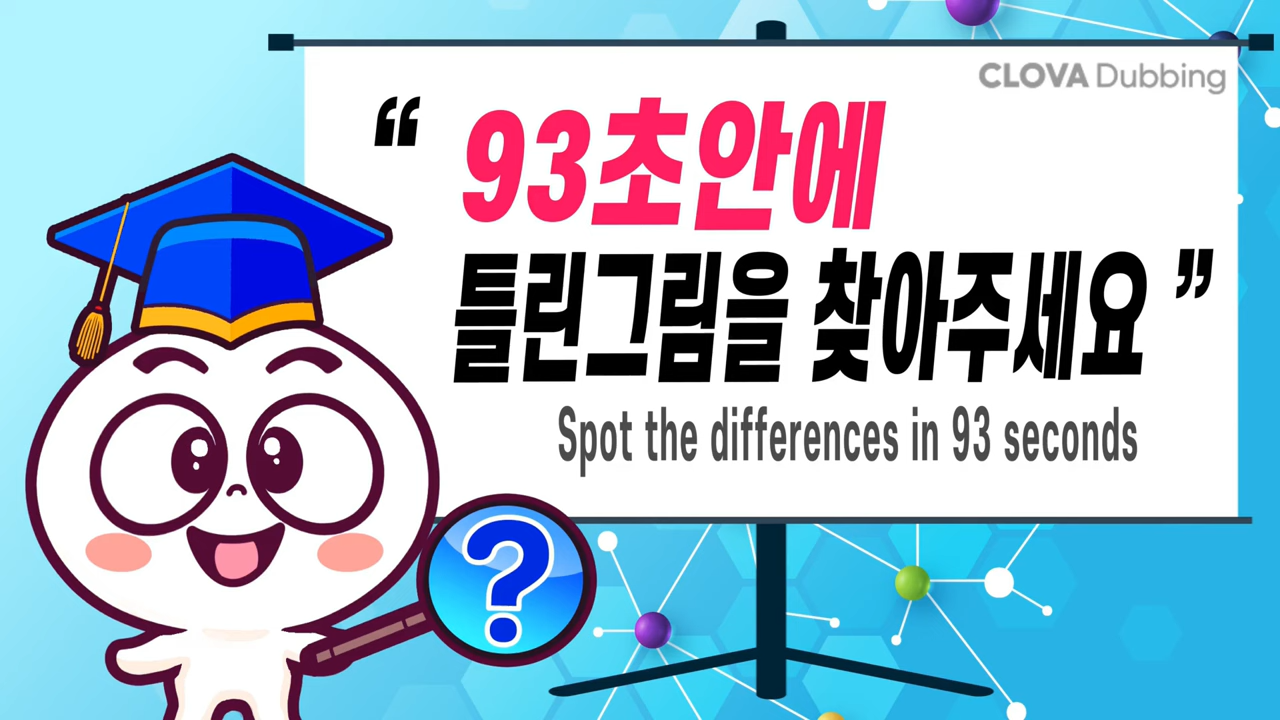 CLOVA Dubbing
“ 93초안에
틀린그림을 찾아주세요 ”
Spot the differences in 93 seconds
?